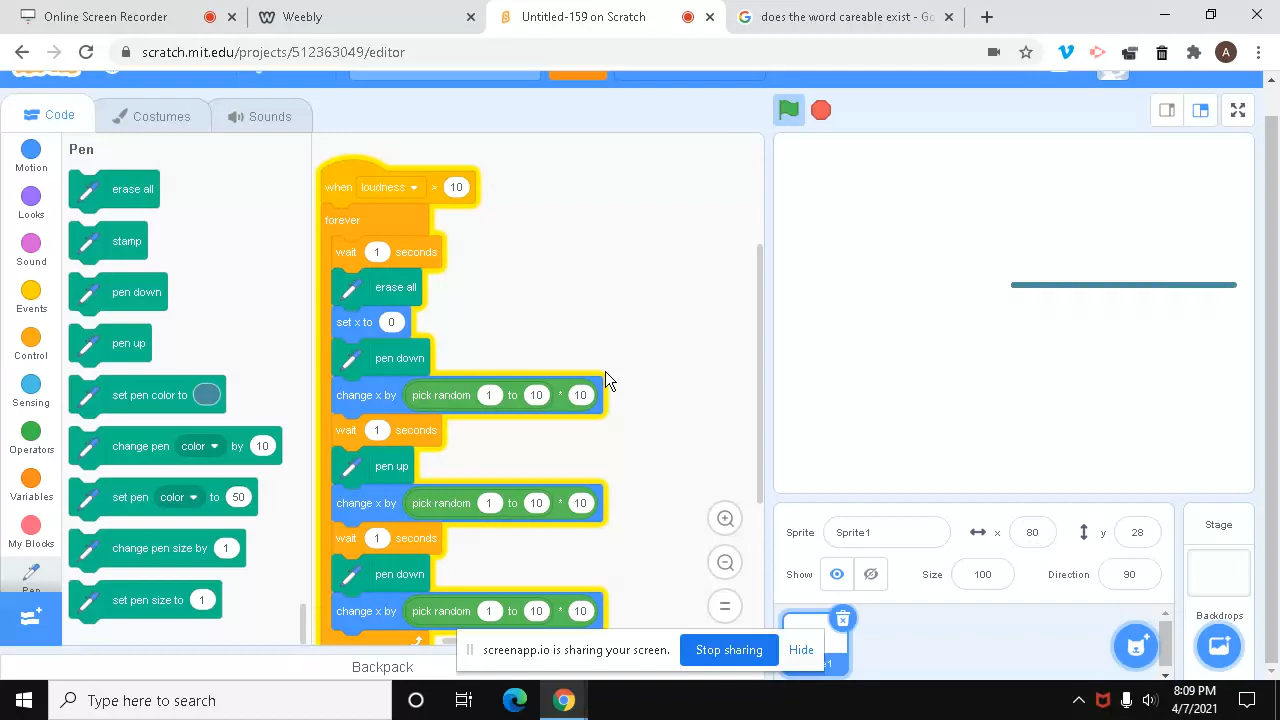 Online Screen Recorder
Weebly
Untitled-159 on Scratch
does the word careable exist - Go
scratch.mit.edu/projects/512363049/editor
A
Code
Costumes
Sounds
Motion
Looks
Sound
Events
Control
Sensing
Operators
Variables
My Blocks
Pen
Pen
erase all
stamp
pen down
pen up
set pen color to
change pen color by 10
set pen color to 50
change pen size by 1
set pen size to 1
when loudness > 10
forever
wait 1 seconds
erase all
set x to 0
pen down
change x by pick random 1 to 10 * 10
wait 1 seconds
pen up
change x by pick random 1 to 10 * 10
wait 1 seconds
pen down
change x by pick random 1 to 10 * 10
Backpack
Sprite Sprite1 x 80 y 28
Show Size 100 Direction 90
Stage
Backdrops
screenapp.io is sharing your screen. Stop sharing Hide
Type here to search
8:09 PM
4/7/2021